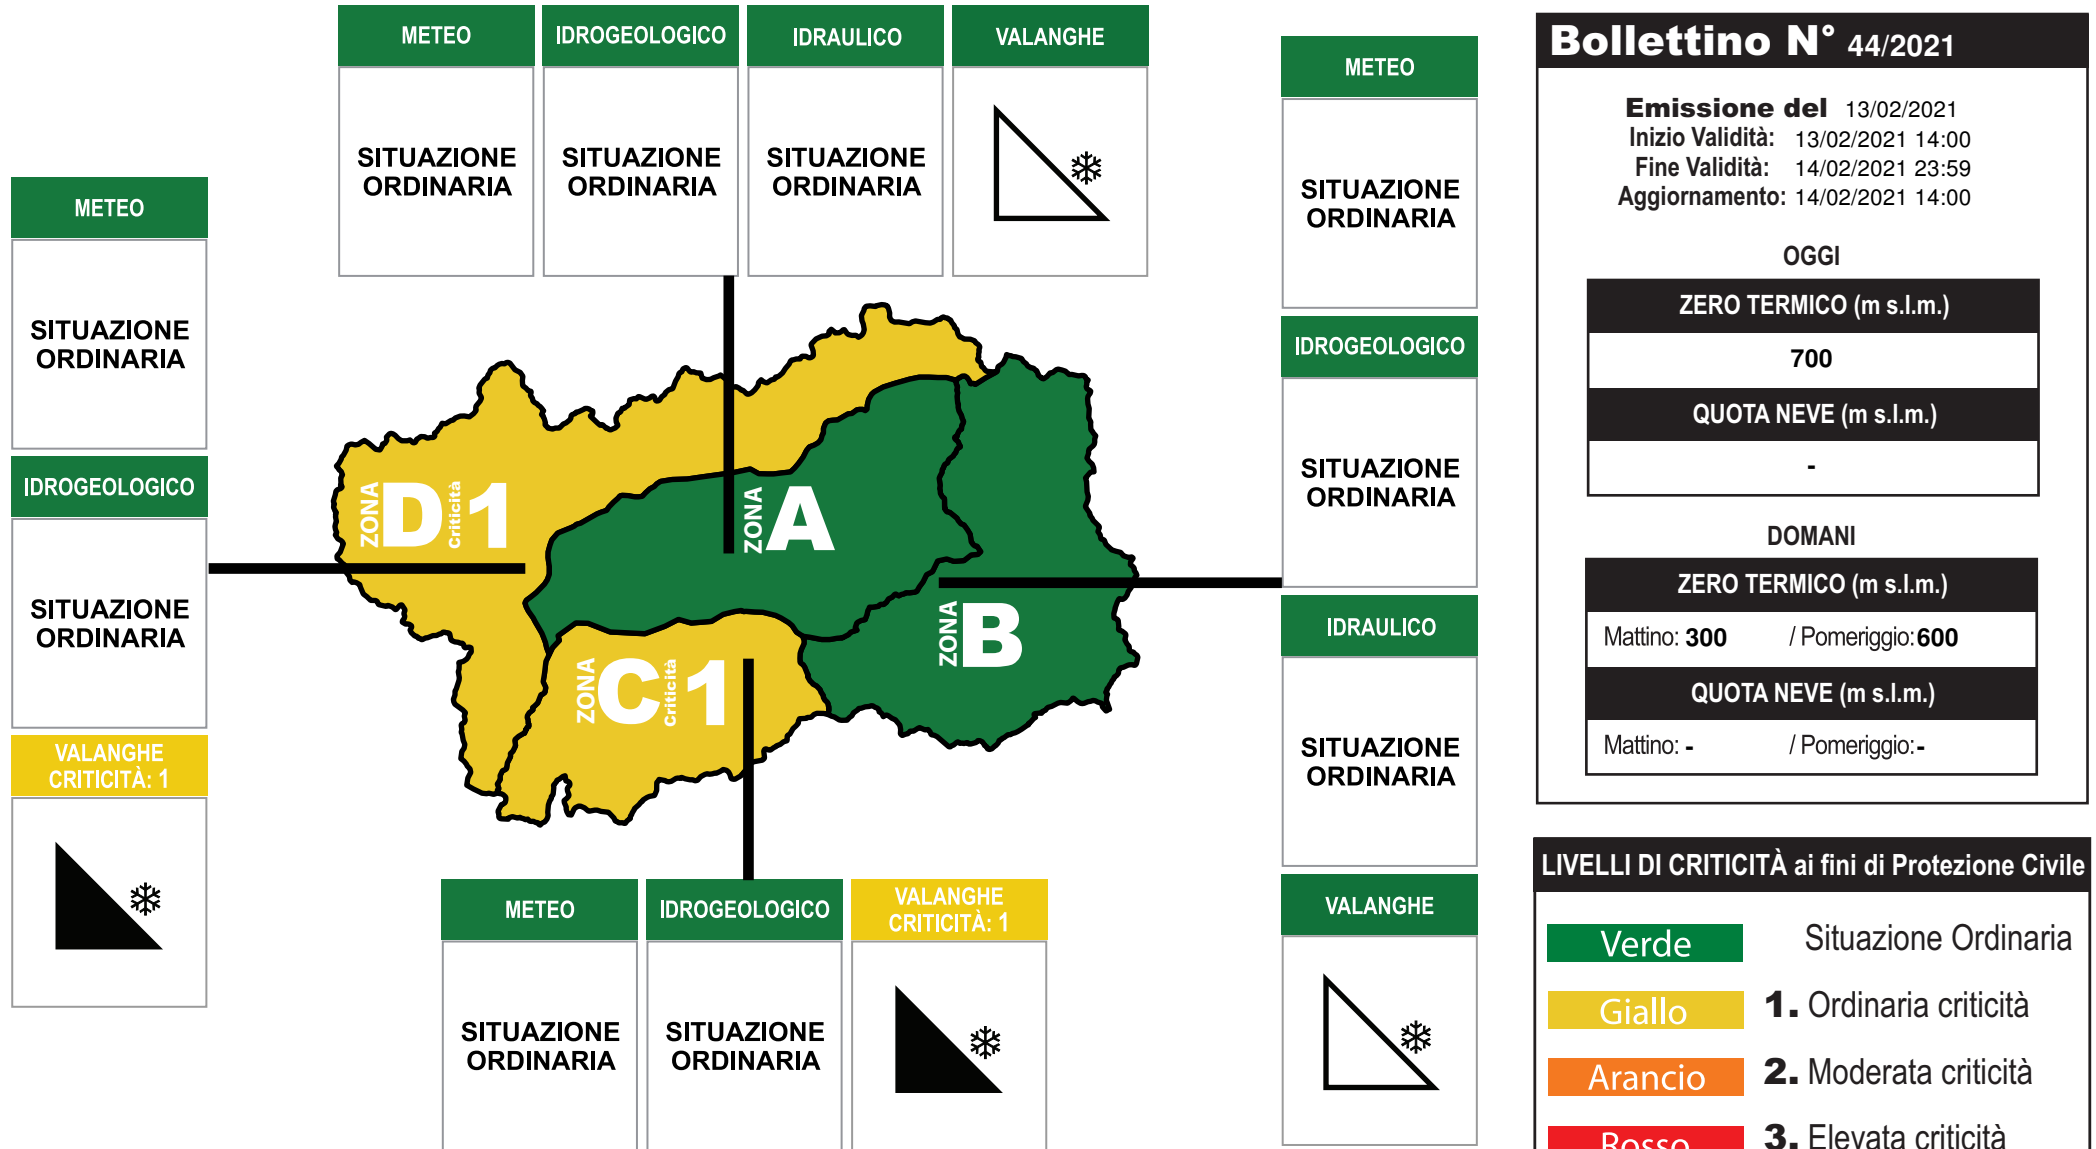 METEO
IDROGEOLOGICO
IDRAULICO
VALANGHE
SITUAZIONE
ORDINARIA
SITUAZIONE
ORDINARIA
SITUAZIONE
ORDINARIA
METEO
SITUAZIONE
ORDINARIA
IDROGEOLOGICO
SITUAZIONE
ORDINARIA
VALANGHE
CRITICITÀ: 1
ZONA D Criticità 1
ZONA A
ZONA B
ZONA C Criticità 1
METEO
IDROGEOLOGICO
VALANGHE
CRITICITÀ: 1
SITUAZIONE
ORDINARIA
SITUAZIONE
ORDINARIA
METEO
SITUAZIONE
ORDINARIA
IDROGEOLOGICO
SITUAZIONE
ORDINARIA
IDRAULICO
SITUAZIONE
ORDINARIA
VALANGHE
Bollettino N° 44/2021
Emissione del 13/02/2021
Inizio Validità: 13/02/2021 14:00
Fine Validità: 14/02/2021 23:59
Aggiornamento: 14/02/2021 14:00
OGGI
ZERO TERMICO (m s.l.m.)
700
QUOTA NEVE (m s.l.m.)
-
DOMANI
ZERO TERMICO (m s.l.m.)
Mattino: 300 / Pomeriggio: 600
QUOTA NEVE (m s.l.m.)
Mattino: - / Pomeriggio: -
LIVELLI DI CRITICITÀ ai fini di Protezione Civile
Verde Situazione Ordinaria
Giallo 1. Ordinaria criticità
Arancio 2. Moderata criticità
Rosso 3. Elevata criticità